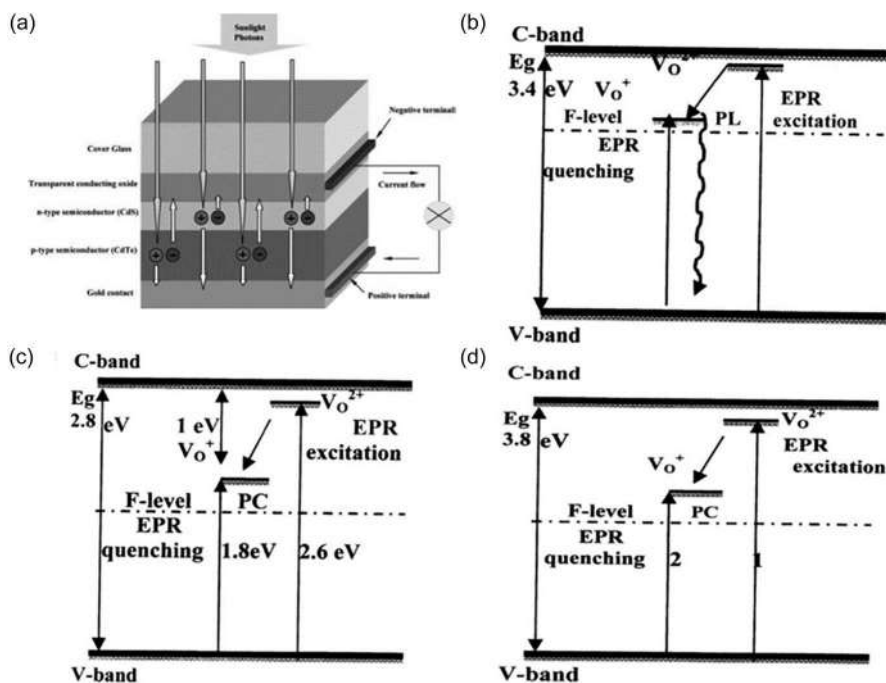 (a)
Sunlight
Photons
Negative terminall
Cover Glass
Transparent conducting oxide
Current flow
n-type semiconductor (CdS)
p-type semiconductor (CdTe)
Gold contact
Positive terminal
(b)
C-band
Eg
3.4 eV
VO+
VO2+
EPR
excitation
F-level
PL
EPR
quenching
V-band
(c)
C-band
Eg
2.8 eV
1 eV
VO+
VO2+
EPR
excitation
F-level
PC
EPR
quenching
1.8eV
2.6 eV
V-band
(d)
C-band
Eg
3.8 eV
VO+
VO2+
EPR
excitation
F-level
PC
EPR
quenching
2
1
V-band